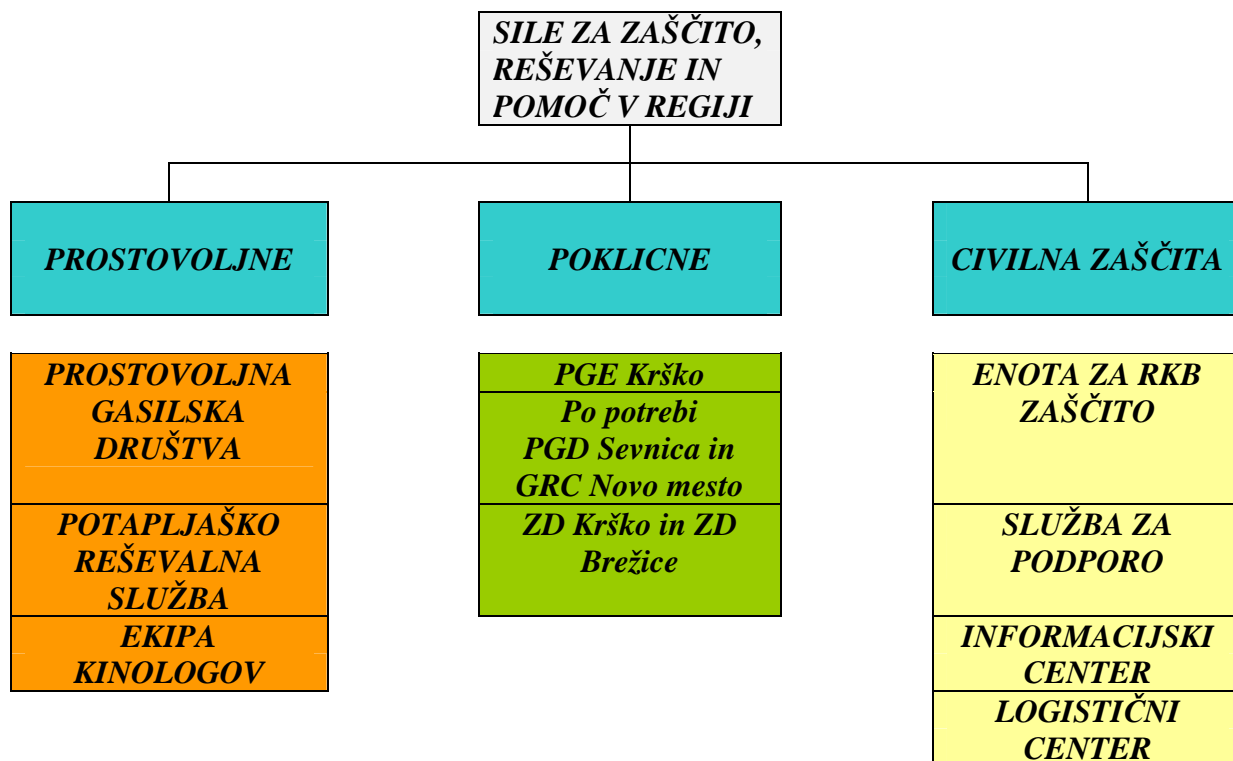 SILE ZA ZAŠČITO,
REŠEVANJE IN
POMOČ V REGIJI
PROSTOVOLJNE
POKLICNE
CIVILNA ZAŠČITA
PROSTOVOLJNA
GASILSKA
DRUŠTVA
POTAPLJAŠKO
REŠEVALNA
SLUŽBA
EKIPA
KINOLOGOV
PGE Krško
Po potrebi
PGD Sevnica in
GRC Novo mesto
ZD Krško in ZD
Brežice
ENOTA ZA RKB
ZAŠČITO
SLUŽBA ZA
PODPORO
INFORMACIJSKI
CENTER
LOGISTIČNI
CENTER